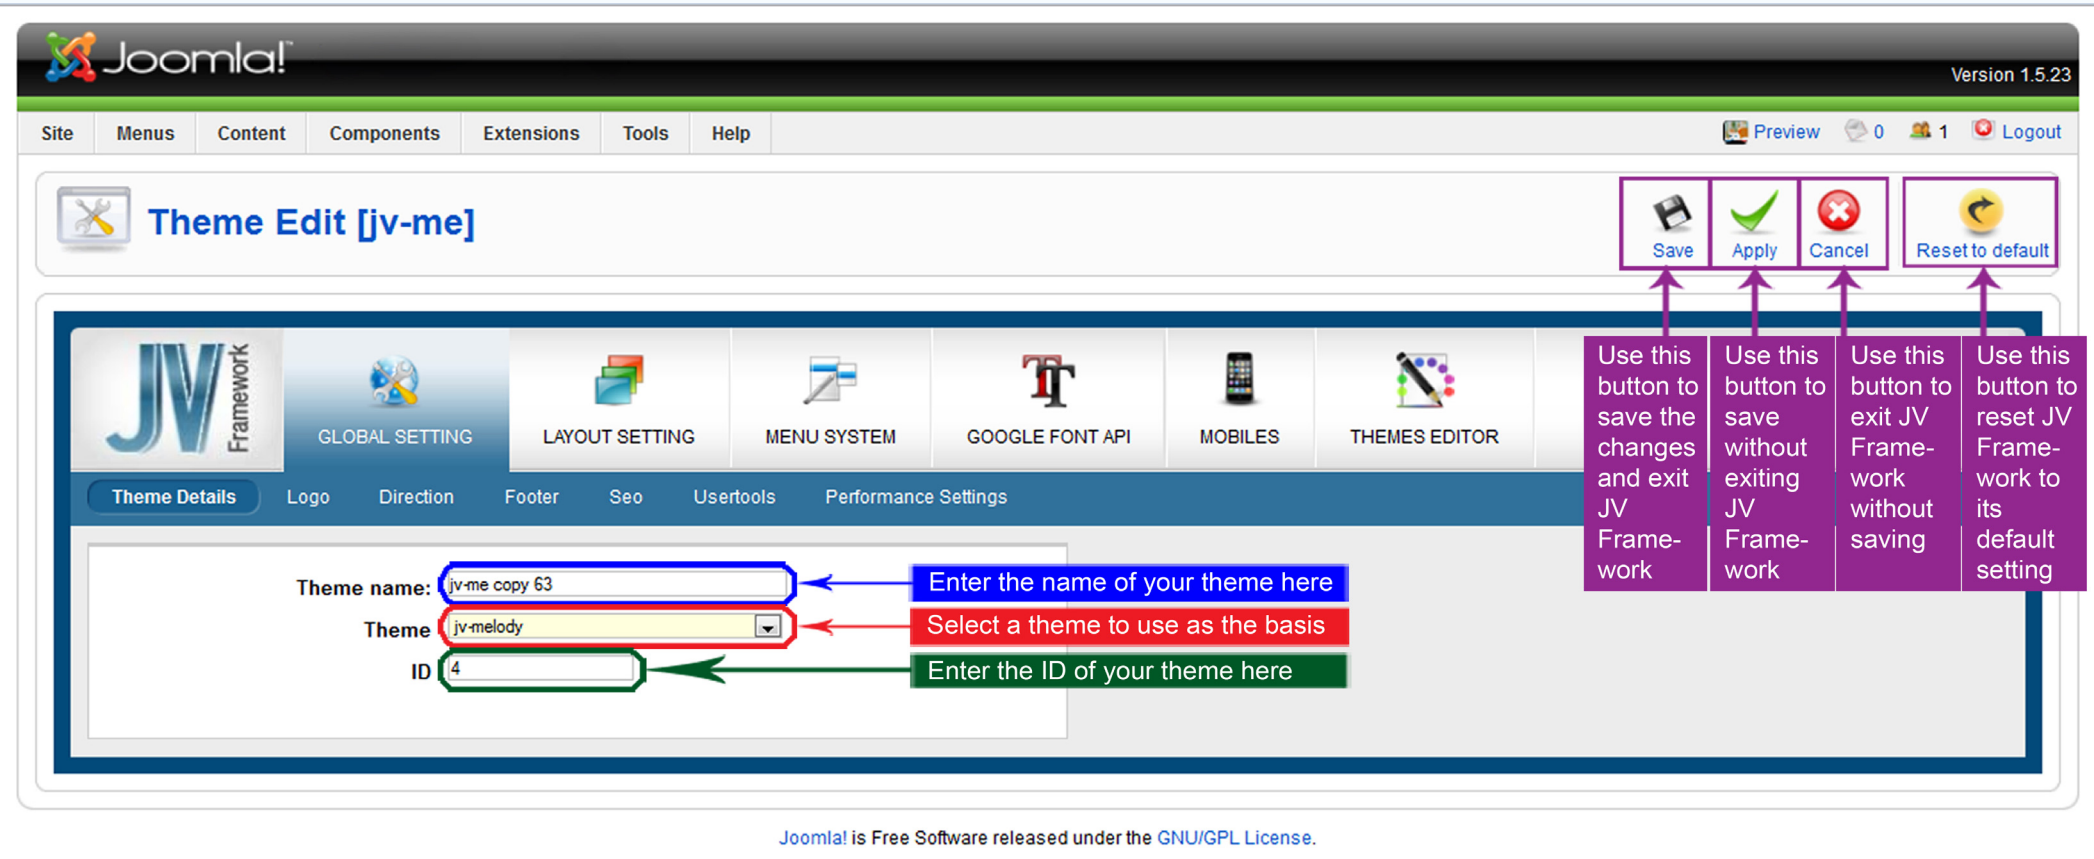 Joomla!™
Version 1.5.23
Site Menus Content Components Extensions Tools Help Preview 0 1 Logout
Theme Edit [jv-me]
Save Apply Cancel Reset to default
JV Framework
GLOBAL SETTING LAYOUT SETTING MENU SYSTEM GOOGLE FONT API MOBILES THEMES EDITOR
Theme Details Logo Direction Footer Seo Usertools Performance Settings
Use this
button to
save the
changes
and exit
JV
Frame-
work
Use this
button to
save
without
exiting
JV
Frame-
work
Use this
button to
exit JV
Frame-
work
without
saving
Use this
button to
reset JV
Frame-
work to
its
default
setting
Theme name: jv-me copy 63 Enter the name of your theme here
Theme jv-melody Select a theme to use as the basis
ID 4 Enter the ID of your theme here
Joomla! is Free Software released under the GNU/GPL License.